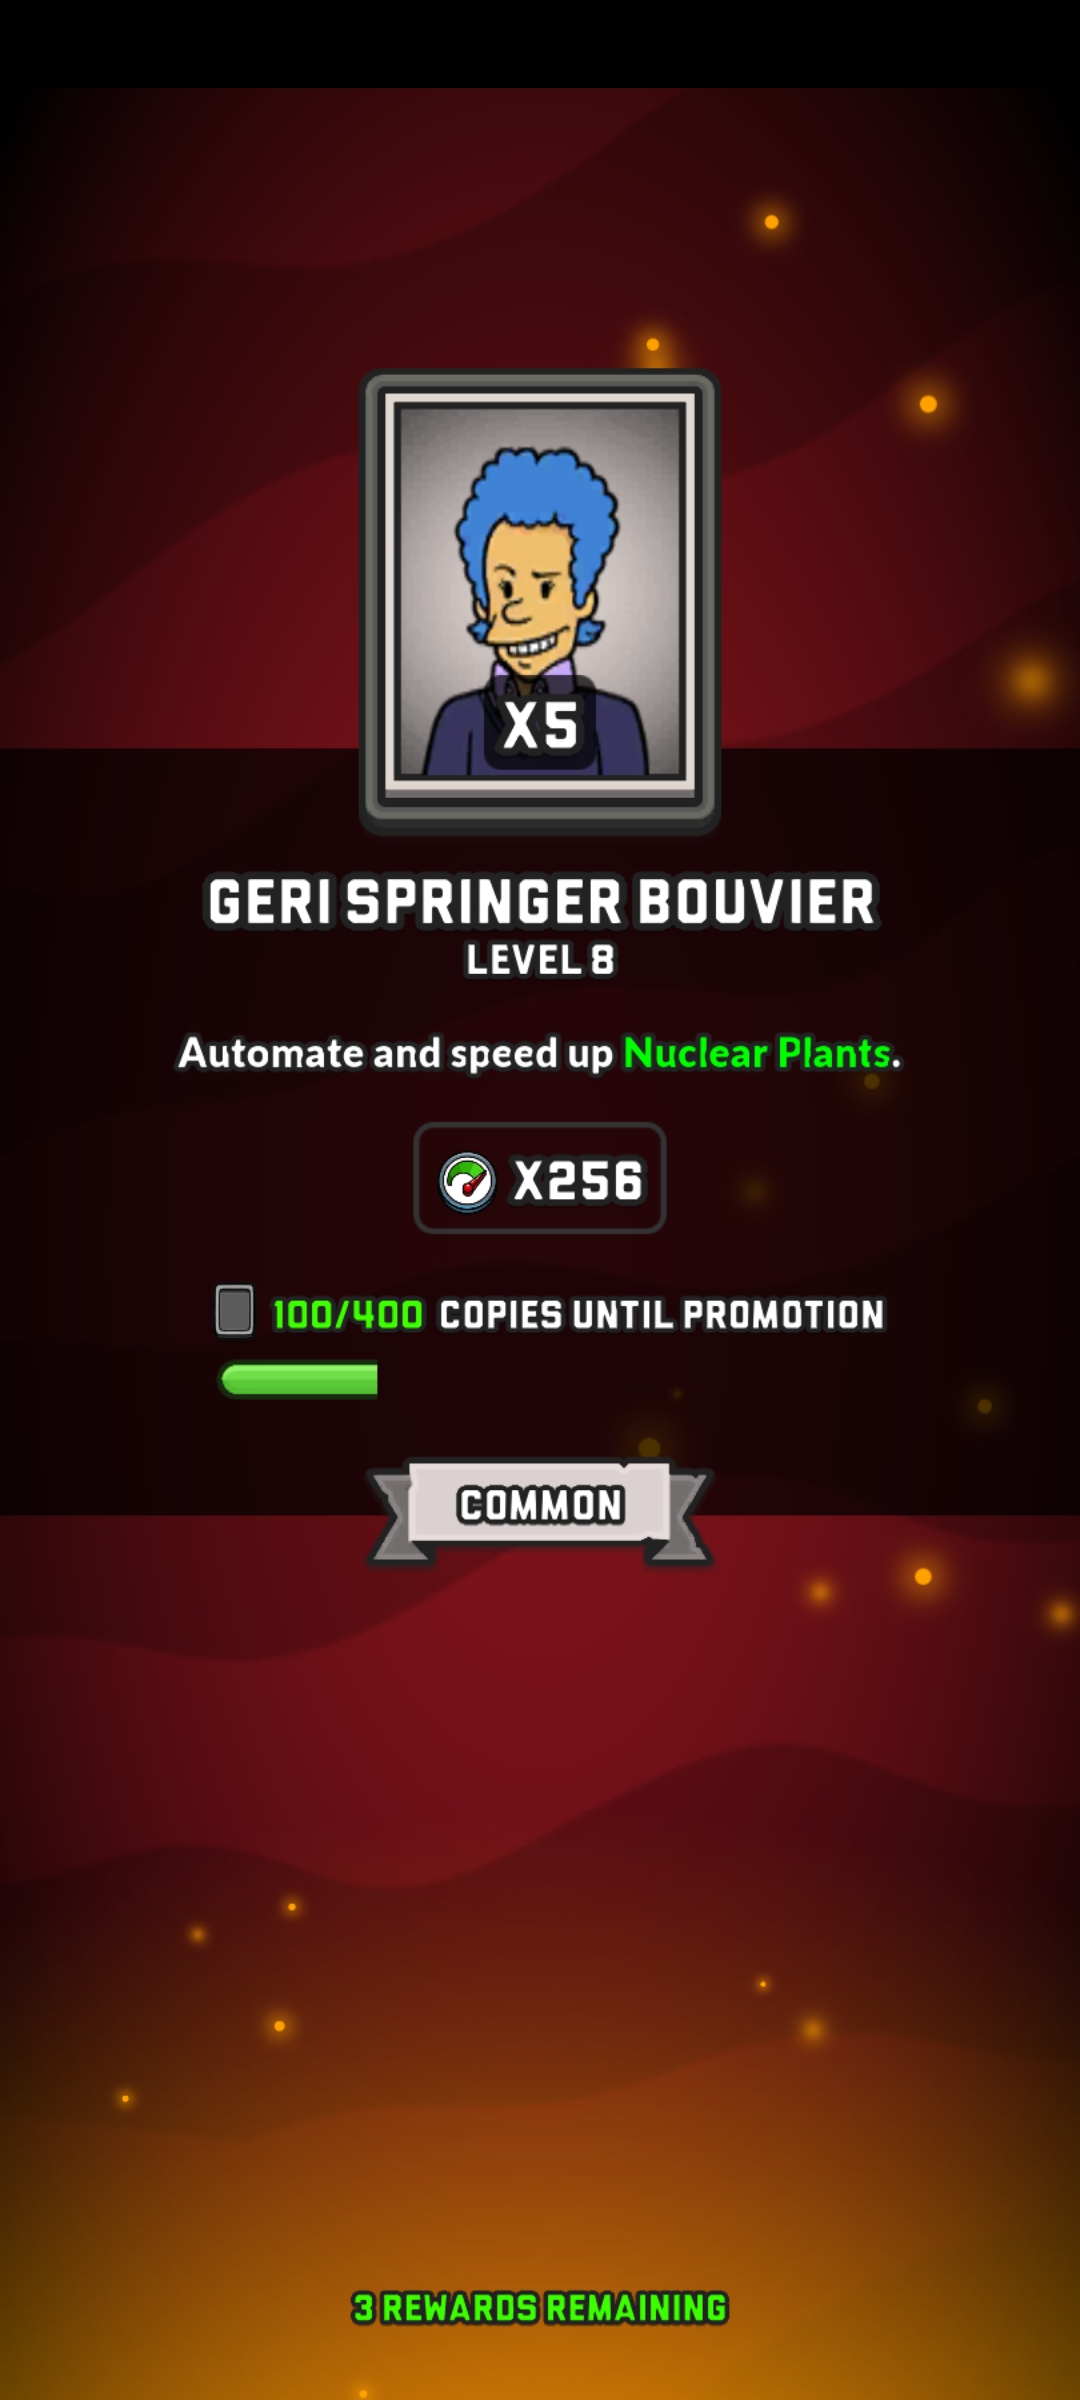 X5
GERI SPRINGER BOUVIER
LEVEL 8
Automate and speed up Nuclear Plants.
X256
100/400 COPIES UNTIL PROMOTION
COMMON
3 REWARDS REMAINING